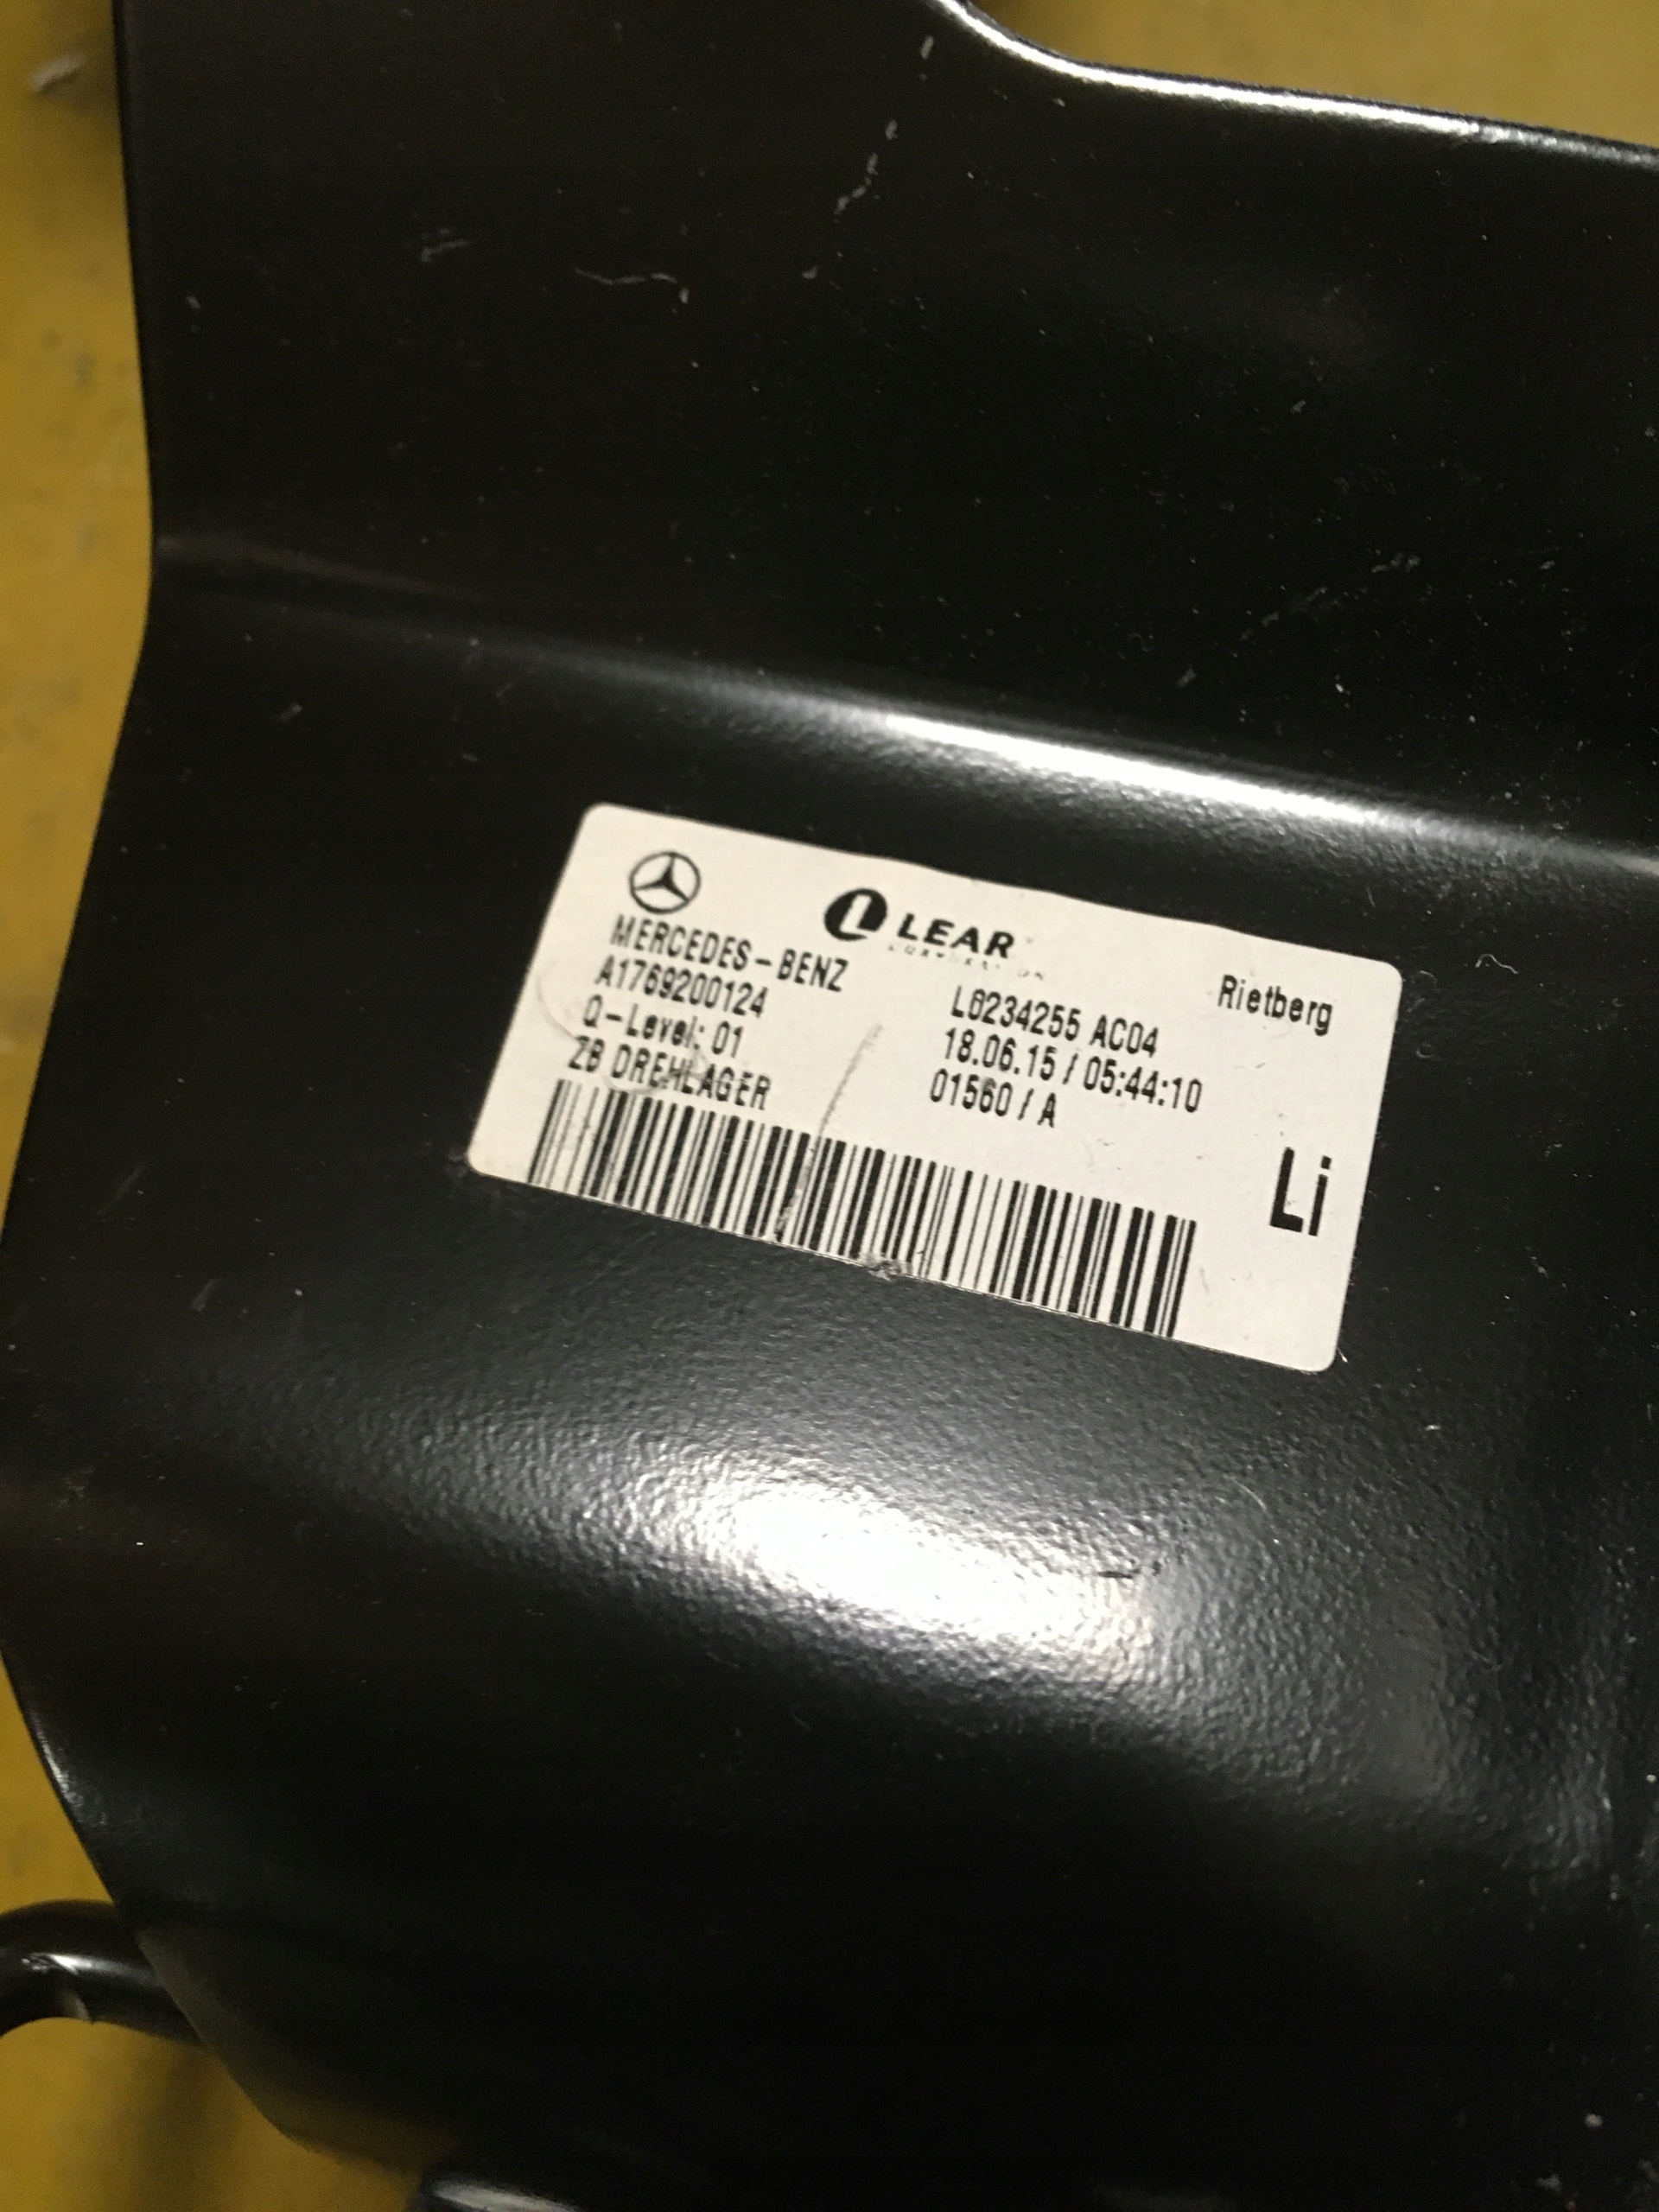 LEAR
CORPORATION
Rietberg
MERCEDES-BENZ
A1769200124
Q-Level: 01
ZB DREHLAGER
L6234255 AC04
18.06.15 / 05:44:10
01560 / A
Li